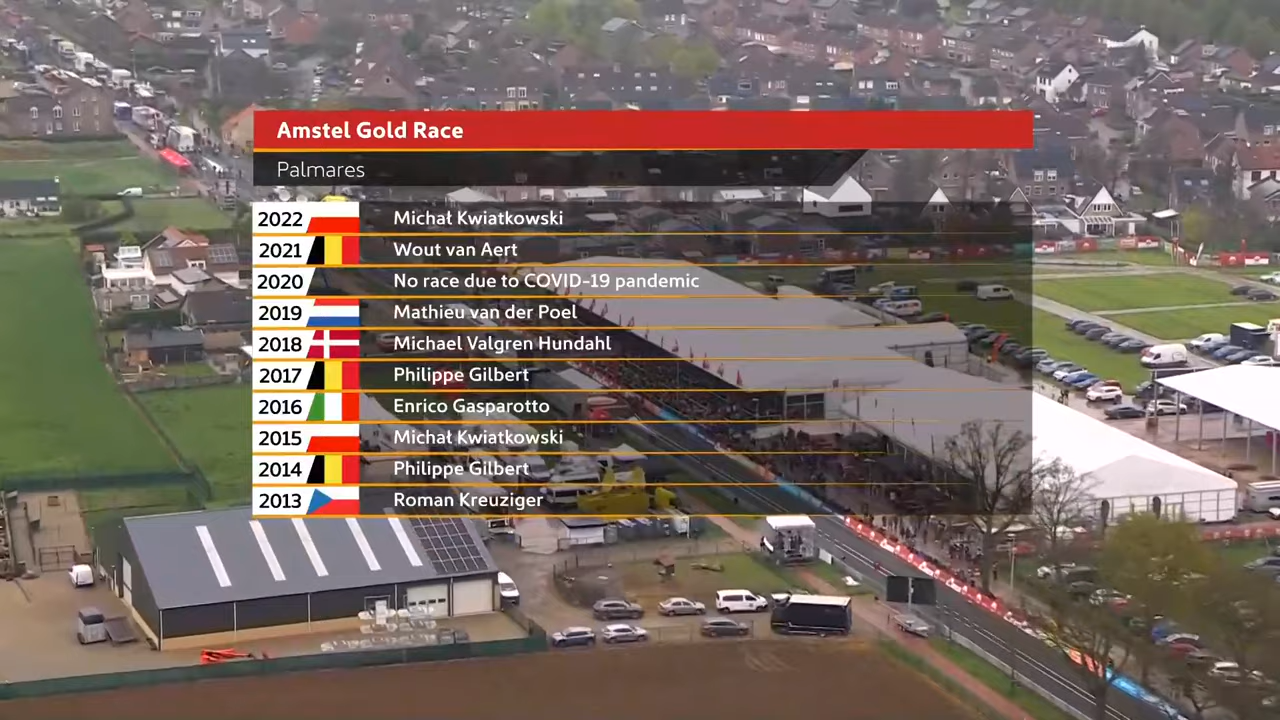 Amstel Gold Race
Palmares
2022 Michał Kwiatkowski
2021 Wout van Aert
2020 No race due to COVID-19 pandemic
2019 Mathieu van der Poel
2018 Michael Valgren Hundahl
2017 Philippe Gilbert
2016 Enrico Gasparotto
2015 Michał Kwiatkowski
2014 Philippe Gilbert
2013 Roman Kreuziger